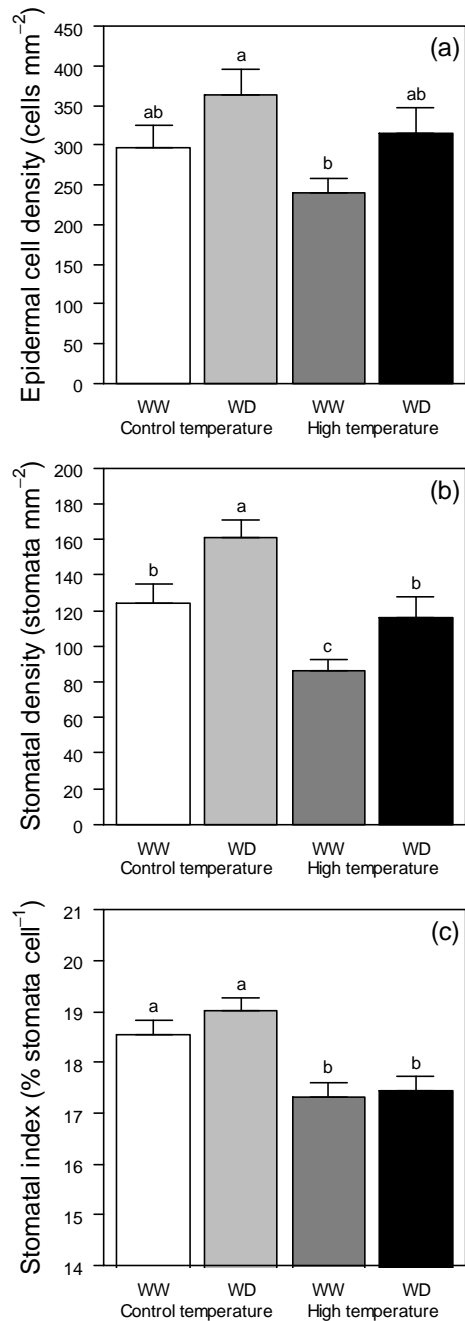 (a)
Epidermal cell density (cells mm⁻²)
450
400
350
300
250
200
150
100
50
0
ab
a
b
ab
WW WD WW WD
Control temperature High temperature
(b)
Stomatal density (stomata mm⁻²)
200
180
160
140
120
100
80
60
40
20
0
b
a
c
b
WW WD WW WD
Control temperature High temperature
(c)
Stomatal index (% stomata cell⁻¹)
21
20
19
18
17
16
15
14
a
a
b
b
WW WD WW WD
Control temperature High temperature